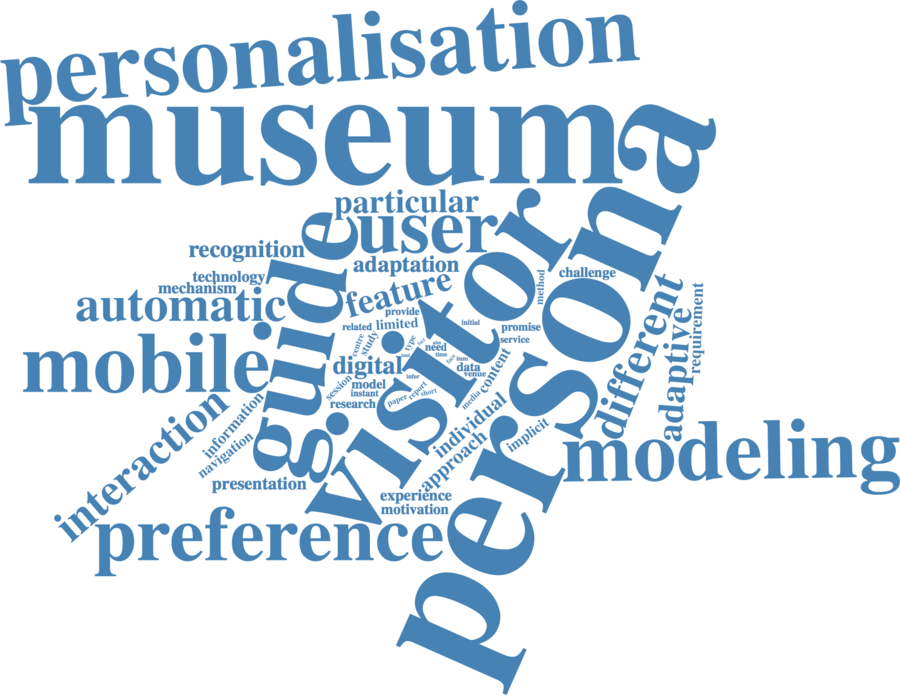 personalisation
museum
persona
particular
user
visitor
guide
recognition
adaptation
technology
mechanism
automatic
feature
method
challenge
provide
related
limited
initial
promise
service
different
adaptive
requirement
mobile
digital
centre
study
type
need
time
item
data
venue
content
session
model
instant
research
infer
paper
report
short
media
individual
approach
implicit
interaction
information
navigation
presentation
experience
motivation
modeling
preference